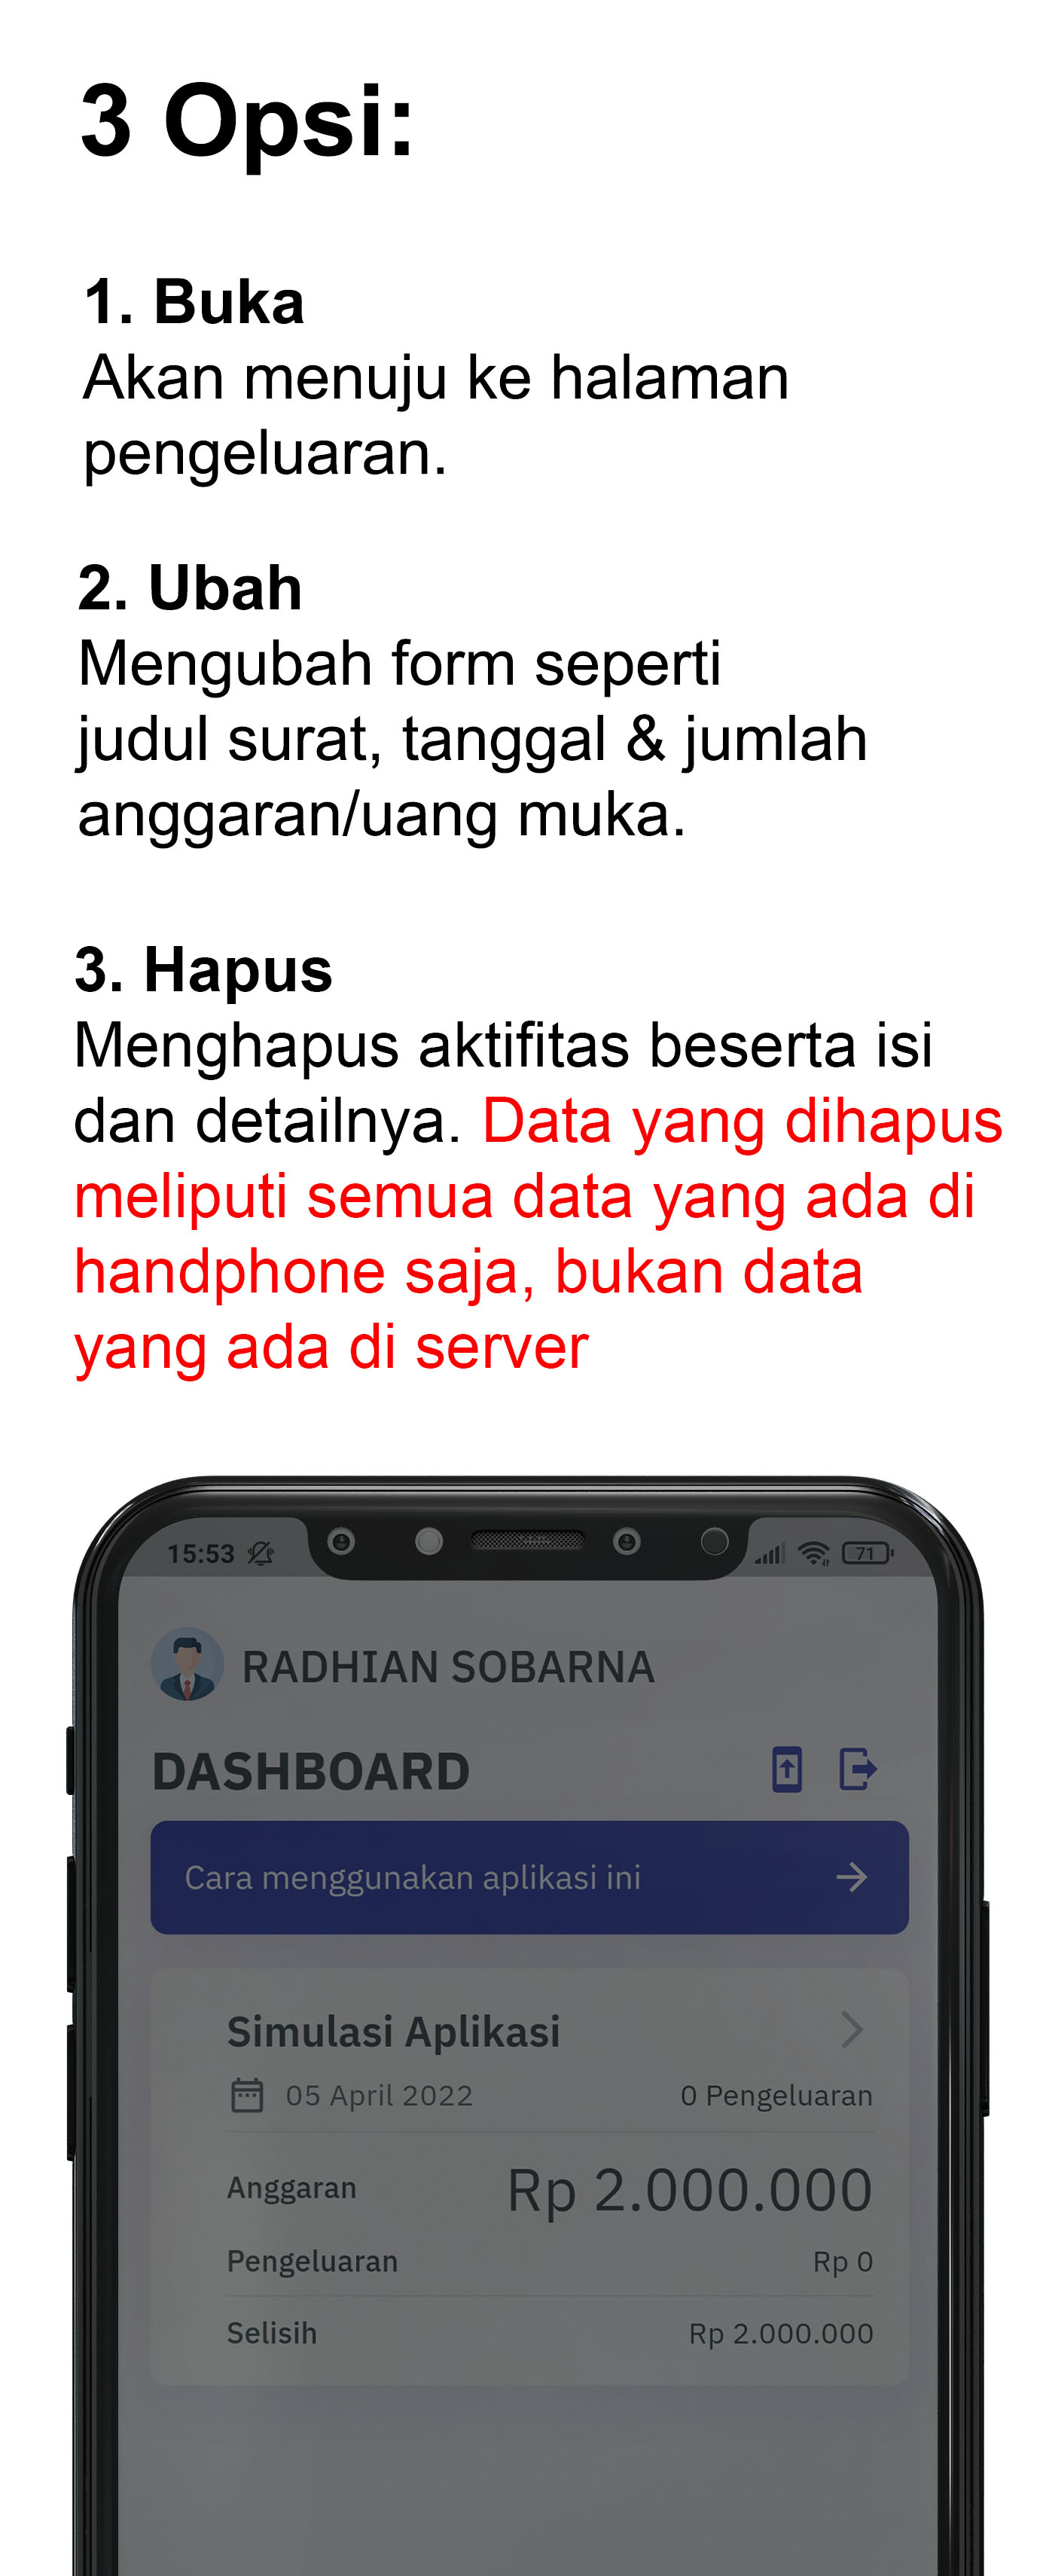 3 Opsi:
1. Buka
Akan menuju ke halaman
pengeluaran.
2. Ubah
Mengubah form seperti
judul surat, tanggal & jumlah
anggaran/uang muka.
3. Hapus
Menghapus aktifitas beserta isi
dan detailnya. Data yang dihapus
meliputi semua data yang ada di
handphone saja, bukan data
yang ada di server
15:53 71
RADHIAN SOBARNA
DASHBOARD
Cara menggunakan aplikasi ini
Simulasi Aplikasi
05 April 2022 0 Pengeluaran
Anggaran Rp 2.000.000
Pengeluaran Rp 0
Selisih Rp 2.000.000